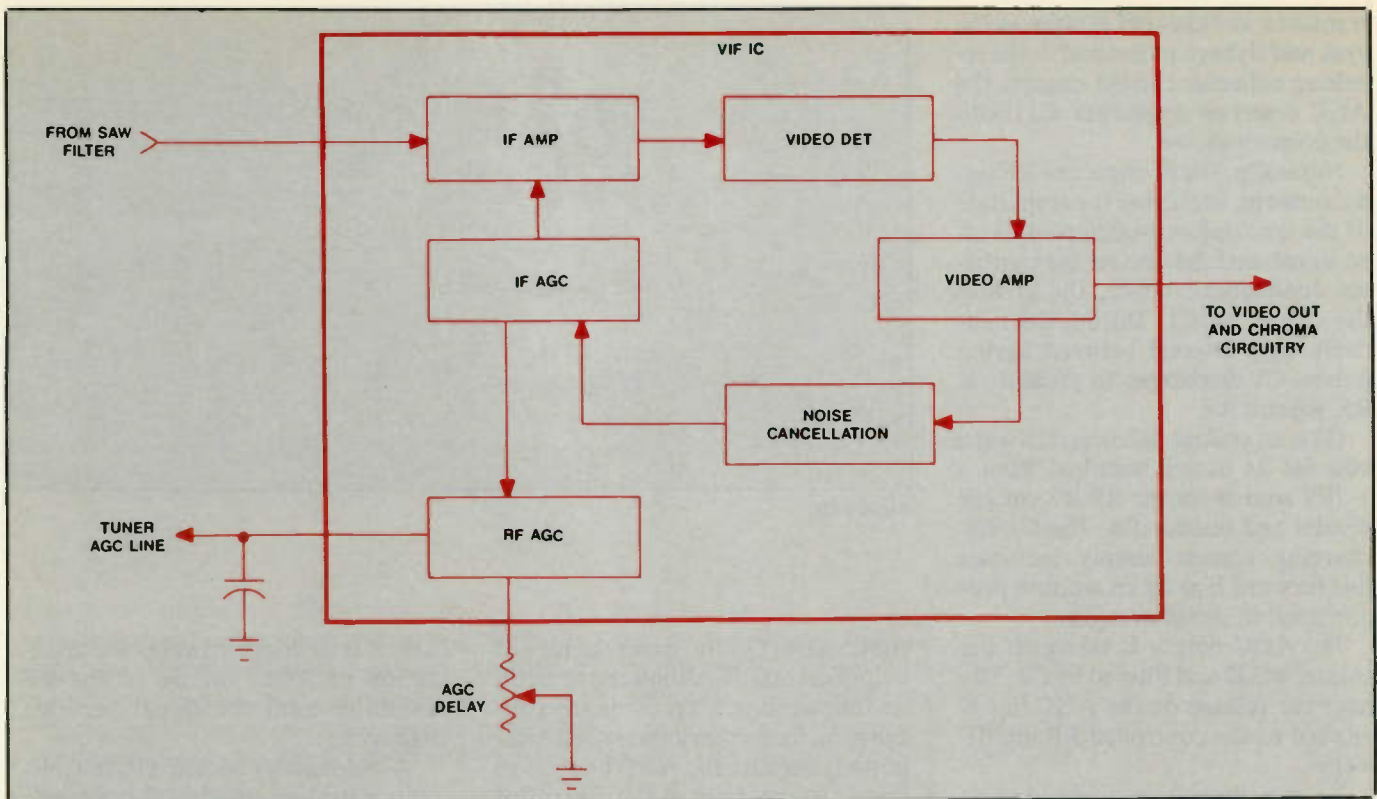 VIF IC
FROM SAW
FILTER
IF AMP
VIDEO DET
IF AGC
VIDEO AMP
TO VIDEO OUT
AND CHROMA
CIRCUITRY
NOISE
CANCELLATION
TUNER
AGC LINE
RF AGC
AGC
DELAY